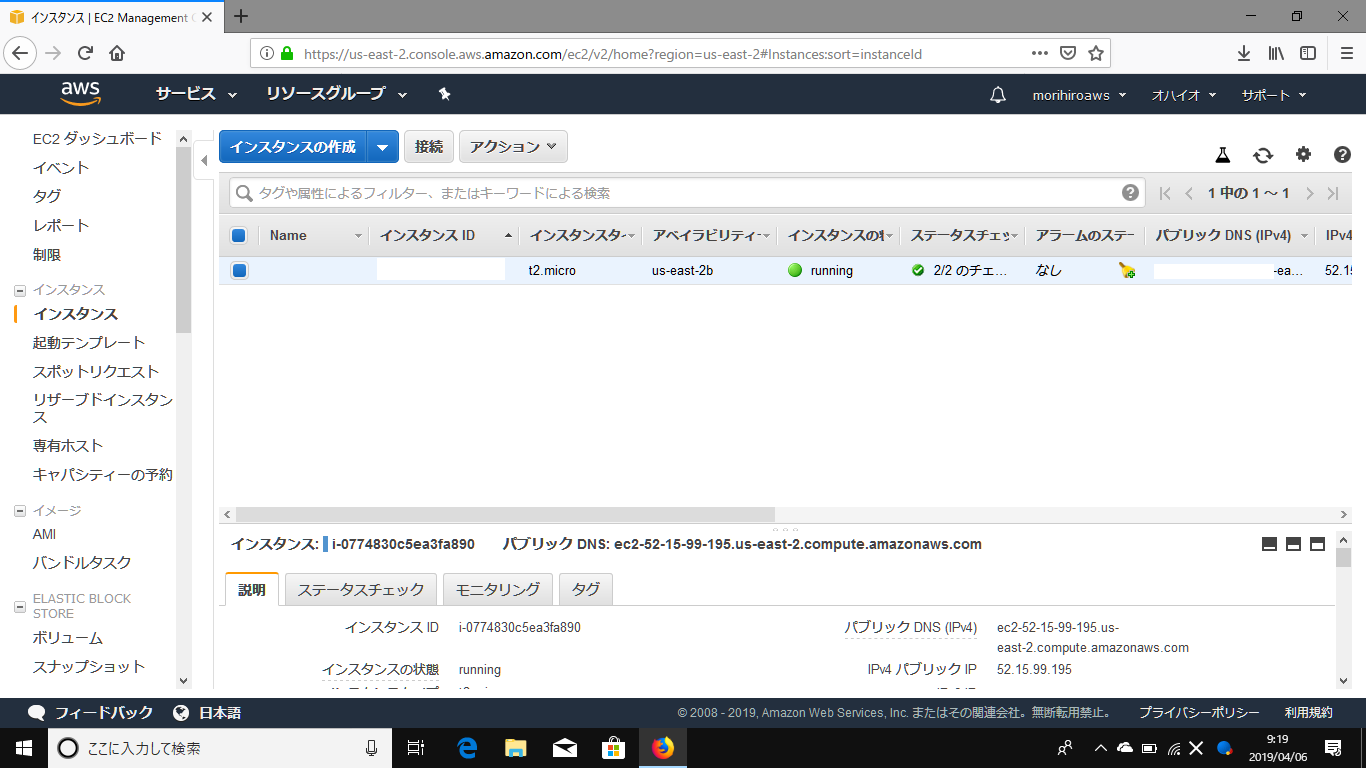 インスタンス | EC2 Management
https://us-east-2.console.aws.amazon.com/ec2/v2/home?region=us-east-2#Instances:sort=instanceId
aws
サービス
リソースグループ
morihiroaws
オハイオ
サポート
EC2 ダッシュボード
イベント
タグ
レポート
制限
インスタンス
インスタンス
起動テンプレート
スポットリクエスト
リザーブドインスタン
ス
専有ホスト
キャパシティーの予約
イメージ
AMI
バンドルタスク
ELASTIC BLOCK
STORE
ボリューム
スナップショット
インスタンスの作成
接続
アクション
タグや属性によるフィルター、またはキーワードによる検索
1 中の 1 ～ 1
Name
インスタンス ID
インスタンスタ
アベイラビリティ
インスタンスの
ステータスチェッ
アラームのステー
パブリック DNS (IPv4)
IPv4
t2.micro
us-east-2b
running
2/2 のチェ...
なし
-ea...
52.15
インスタンス: i-0774830c5ea3fa890
パブリック DNS: ec2-52-15-99-195.us-east-2.compute.amazonaws.com
説明
ステータスチェック
モニタリング
タグ
インスタンス ID
i-0774830c5ea3fa890
パブリック DNS (IPv4)
ec2-52-15-99-195.us-
east-2.compute.amazonaws.com
インスタンスの状態
running
IPv4 パブリック IP
52.15.99.195
フィードバック
日本語
© 2008 - 2019, Amazon Web Services, Inc. またはその関連会社。無断転用禁止。
プライバシーポリシー
利用規約
ここに入力して検索
9:19
2019/04/06